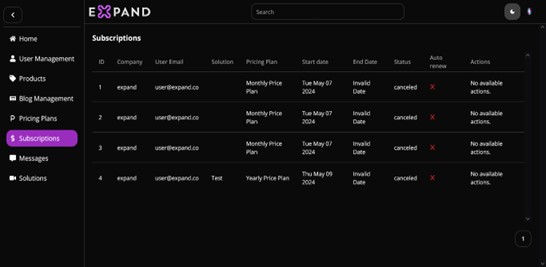 EXPAND
Search
Home
User Management
Products
Blog Management
Pricing Plans
Subscriptions
Messages
Solutions
Subscriptions
ID Company User Email Solution Pricing Plan Start date End Date Status Auto renew Actions
1 expand user@expand.co Monthly Price Plan Tue May 07 2024 Invalid Date canceled X No available actions.
2 expand user@expand.co Monthly Price Plan Tue May 07 2024 Invalid Date canceled X No available actions.
3 expand user@expand.co Monthly Price Plan Tue May 07 2024 Invalid Date canceled X No available actions.
4 expand user@expand.co Test Yearly Price Plan Thu May 09 2024 Invalid Date canceled X No available actions.
1